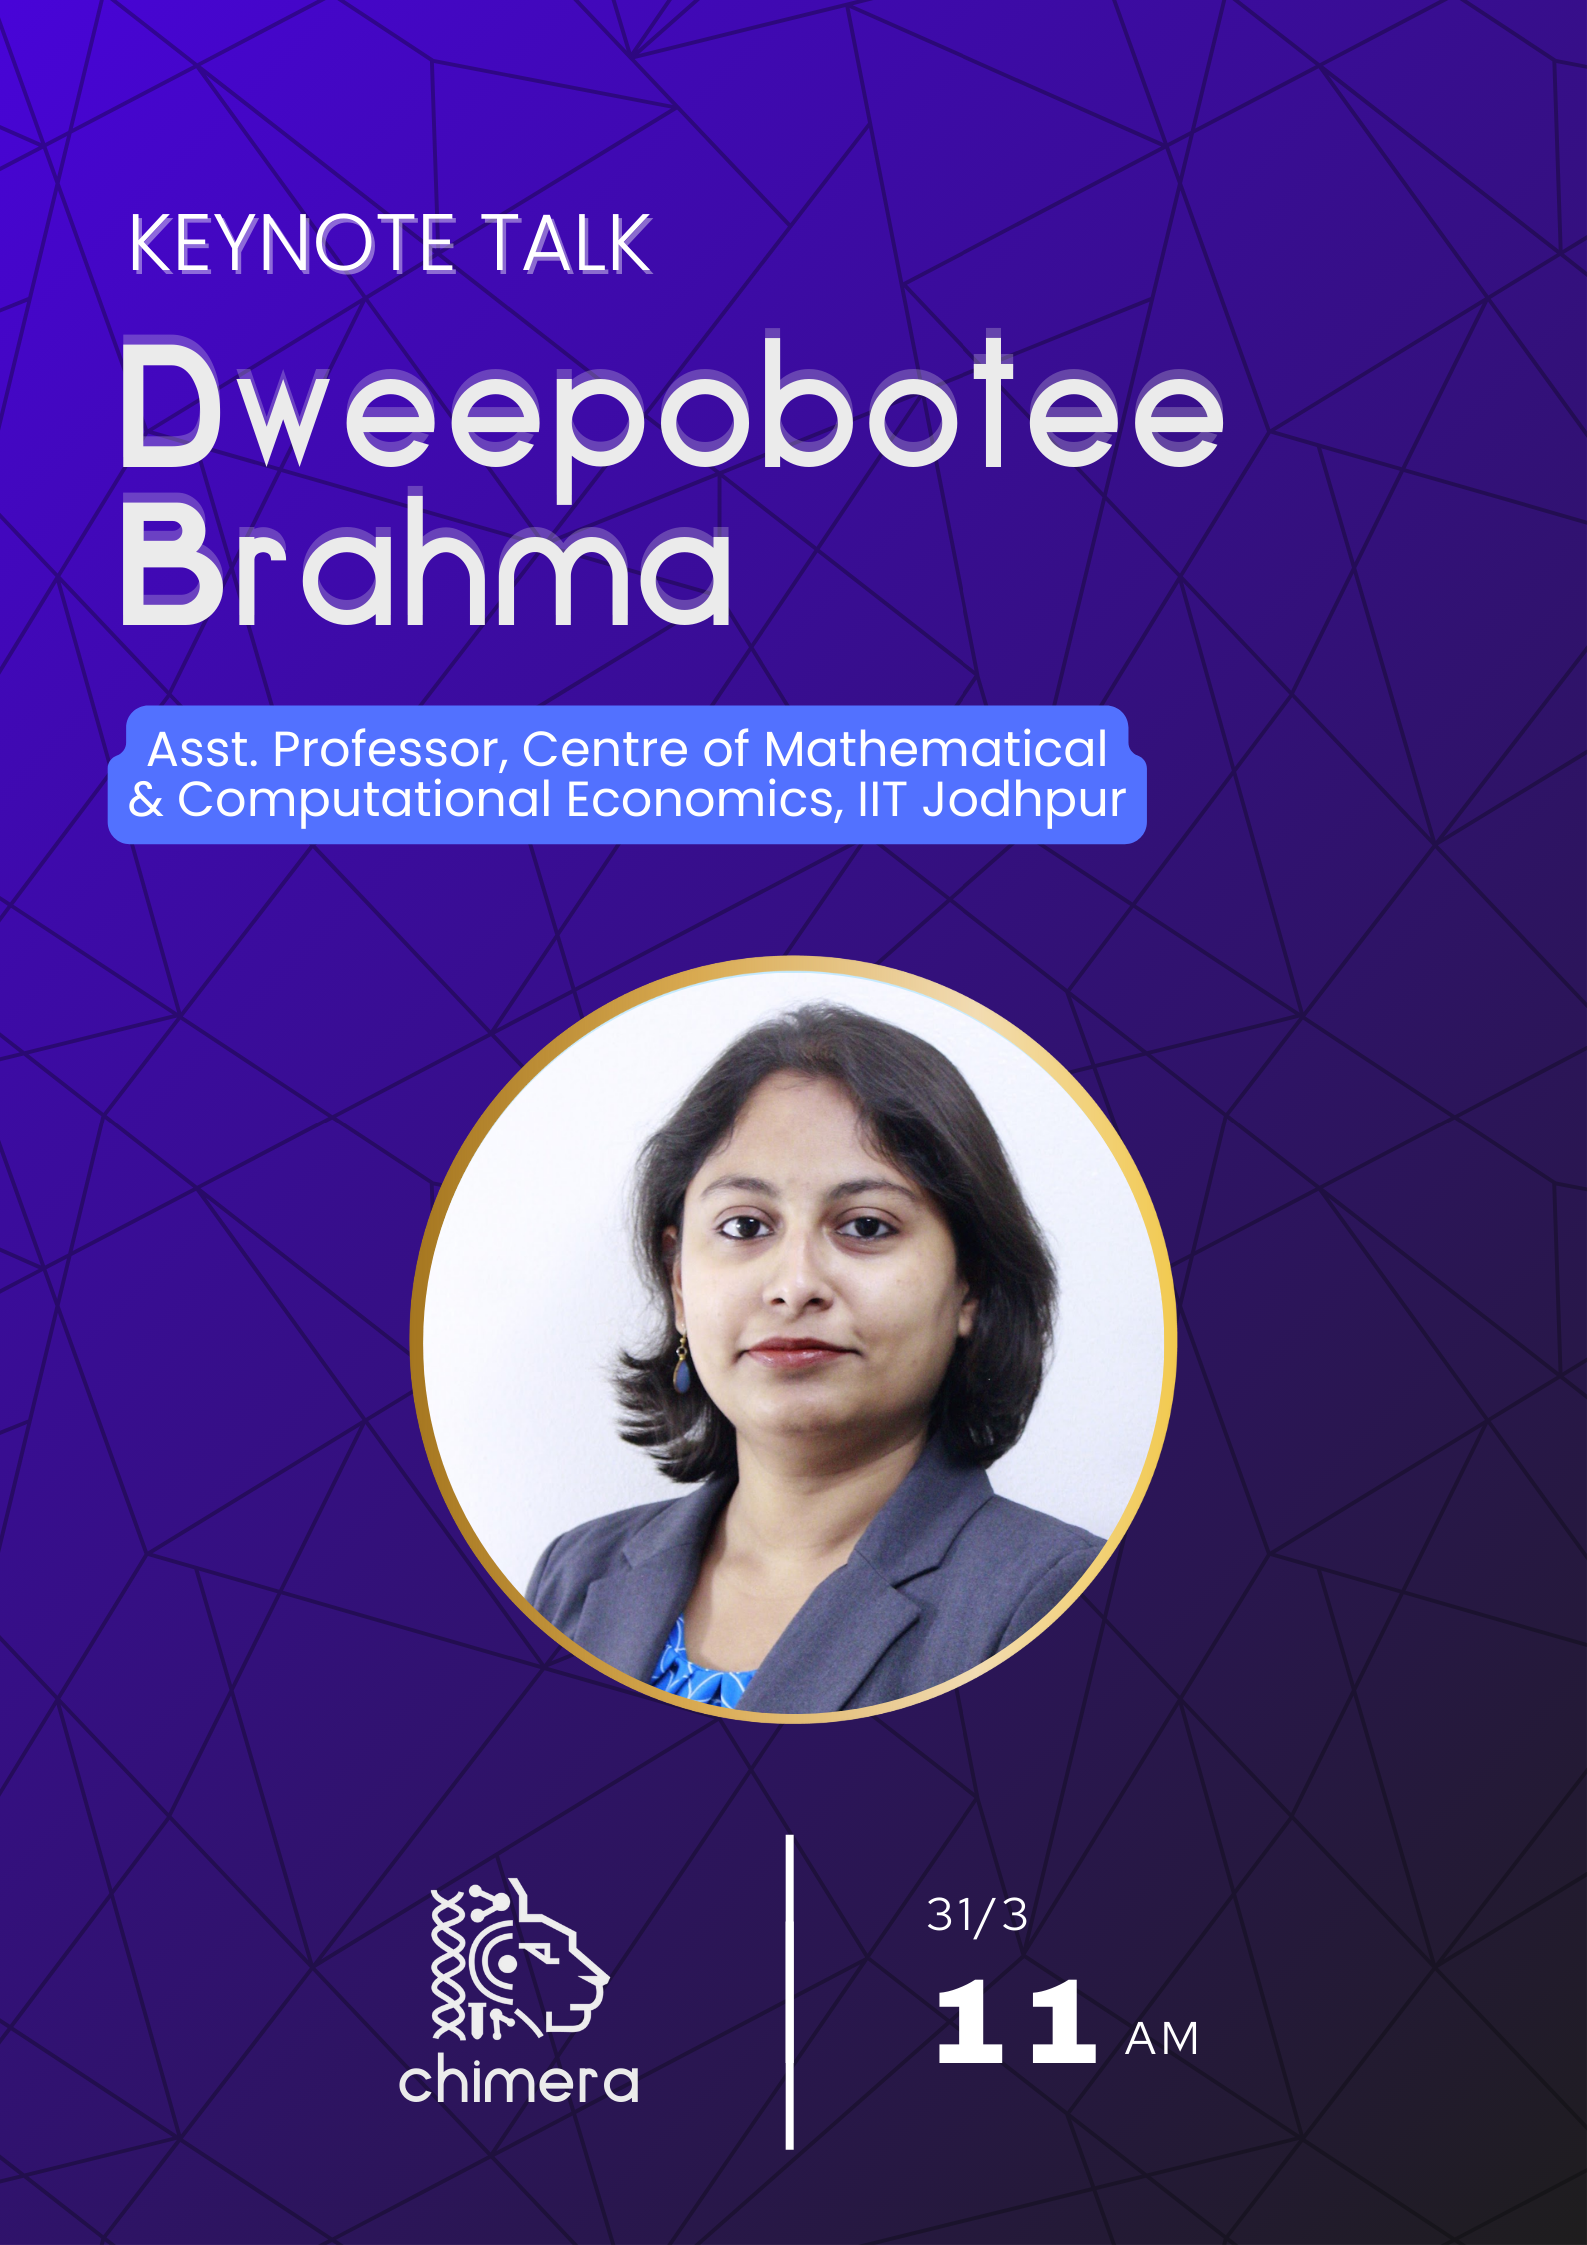 KEYNOTE TALK
Dweepobotee
Brahma
Asst. Professor, Centre of Mathematical
& Computational Economics, IIT Jodhpur
chimera
31/3
11 AM